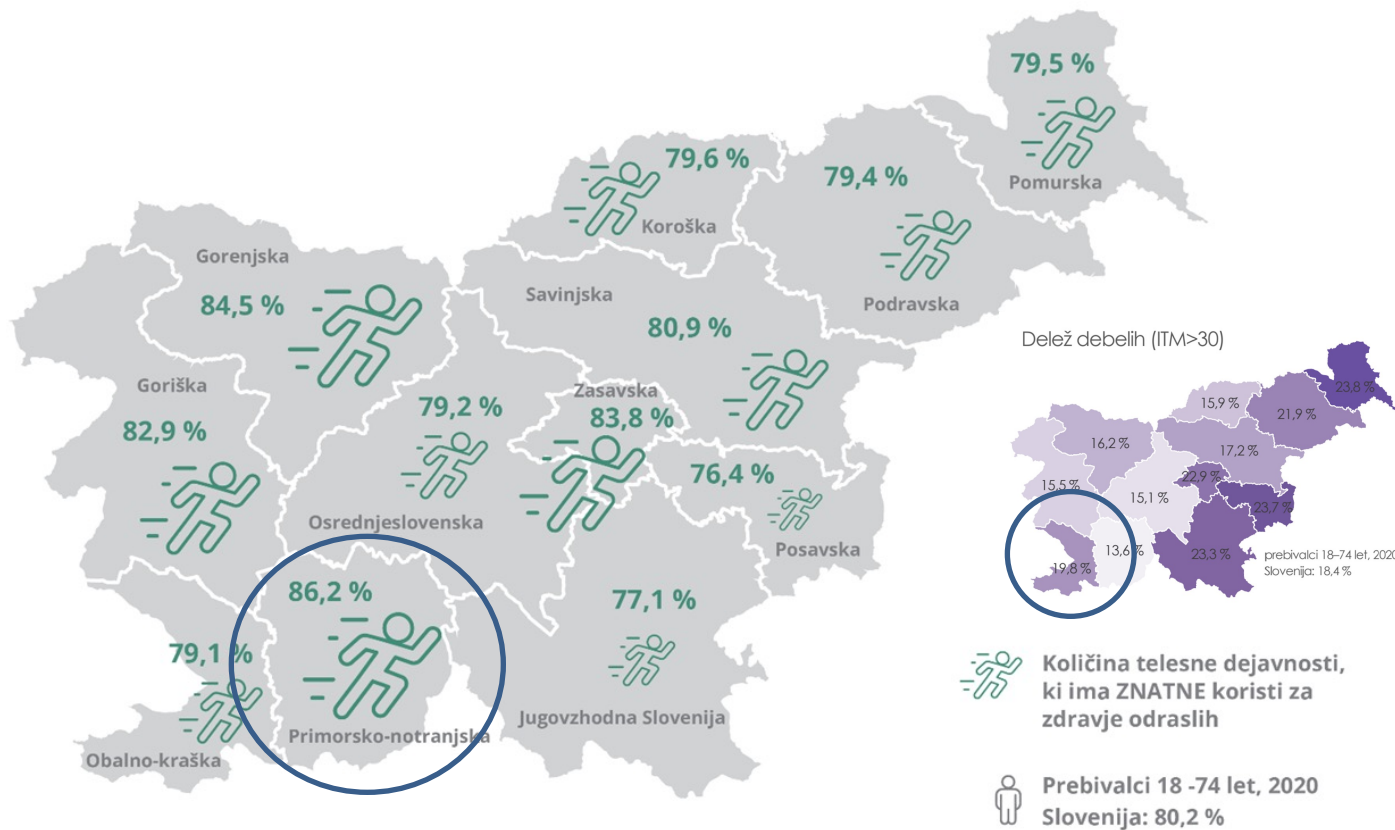 79,5 %
Pomurska
79,6 %
Koroška
79,4 %
Podravska
Gorenjska
84,5 %
Savinjska
80,9 %
Goriška
82,9 %
Zasavska
83,8 %
79,2 %
Osrednjeslovenska
76,4 %
Posavska
86,2 %
Primorsko-notranjska
77,1 %
Jugovzhodna Slovenija
79,1 %
Obalno-kraška
Delež debelih (ITM>30)
23,8 %
15,9 %
21,9 %
16,2 %
17,2 %
22,9 %
15,5 %
15,1 %
23,7 %
13,6 %
23,3 %
19,8 %
prebivalci 18–74 let, 2020
Slovenija: 18,4 %
Količina telesne dejavnosti,
ki ima ZNATNE koristi za
zdravje odraslih
Prebivalci 18 -74 let, 2020
Slovenija: 80,2 %